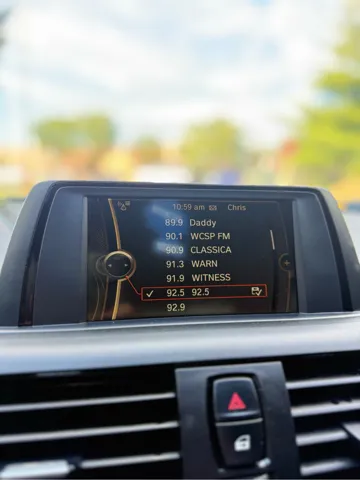 10:59 am Chris
89.9 Daddy
90.1 WCSP FM
90.9 CLASSICA
91.3 WARN
91.9 WITNESS
92.5 92.5
92.9